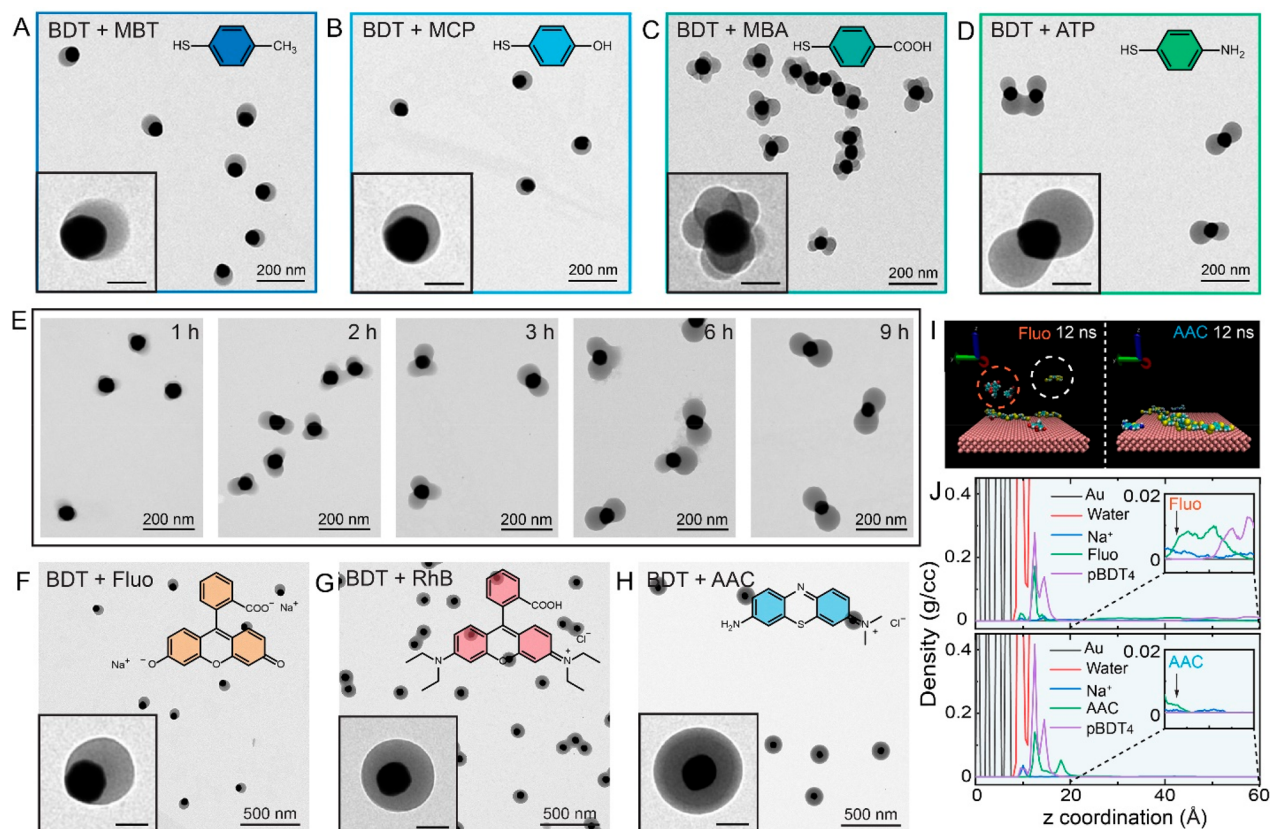 A
BDT + MBT
HS
CH₃
200 nm
B
BDT + MCP
HS
OH
200 nm
C
BDT + MBA
HS
COOH
200 nm
D
BDT + ATP
HS
NH₂
200 nm
E
1 h
200 nm
2 h
200 nm
3 h
200 nm
6 h
200 nm
9 h
200 nm
F
BDT + Fluo
COO⁻ Na⁺
Na⁺ ⁻O
O
O
500 nm
G
BDT + RhB
COOH
Cl⁻
N
N⁺
500 nm
H
BDT + AAC
N
H₂N
S
N⁺
Cl⁻
500 nm
I
Fluo 12 ns
AAC 12 ns
J
Density (g/cc)
0.4
0.2
0
Au
Water
Na⁺
Fluo
pBDT₄
0.02
Fluo
0
0.4
0.2
0
Au
Water
Na⁺
AAC
pBDT₄
0.02
AAC
0
0 20 40 60
z coordination (Å)